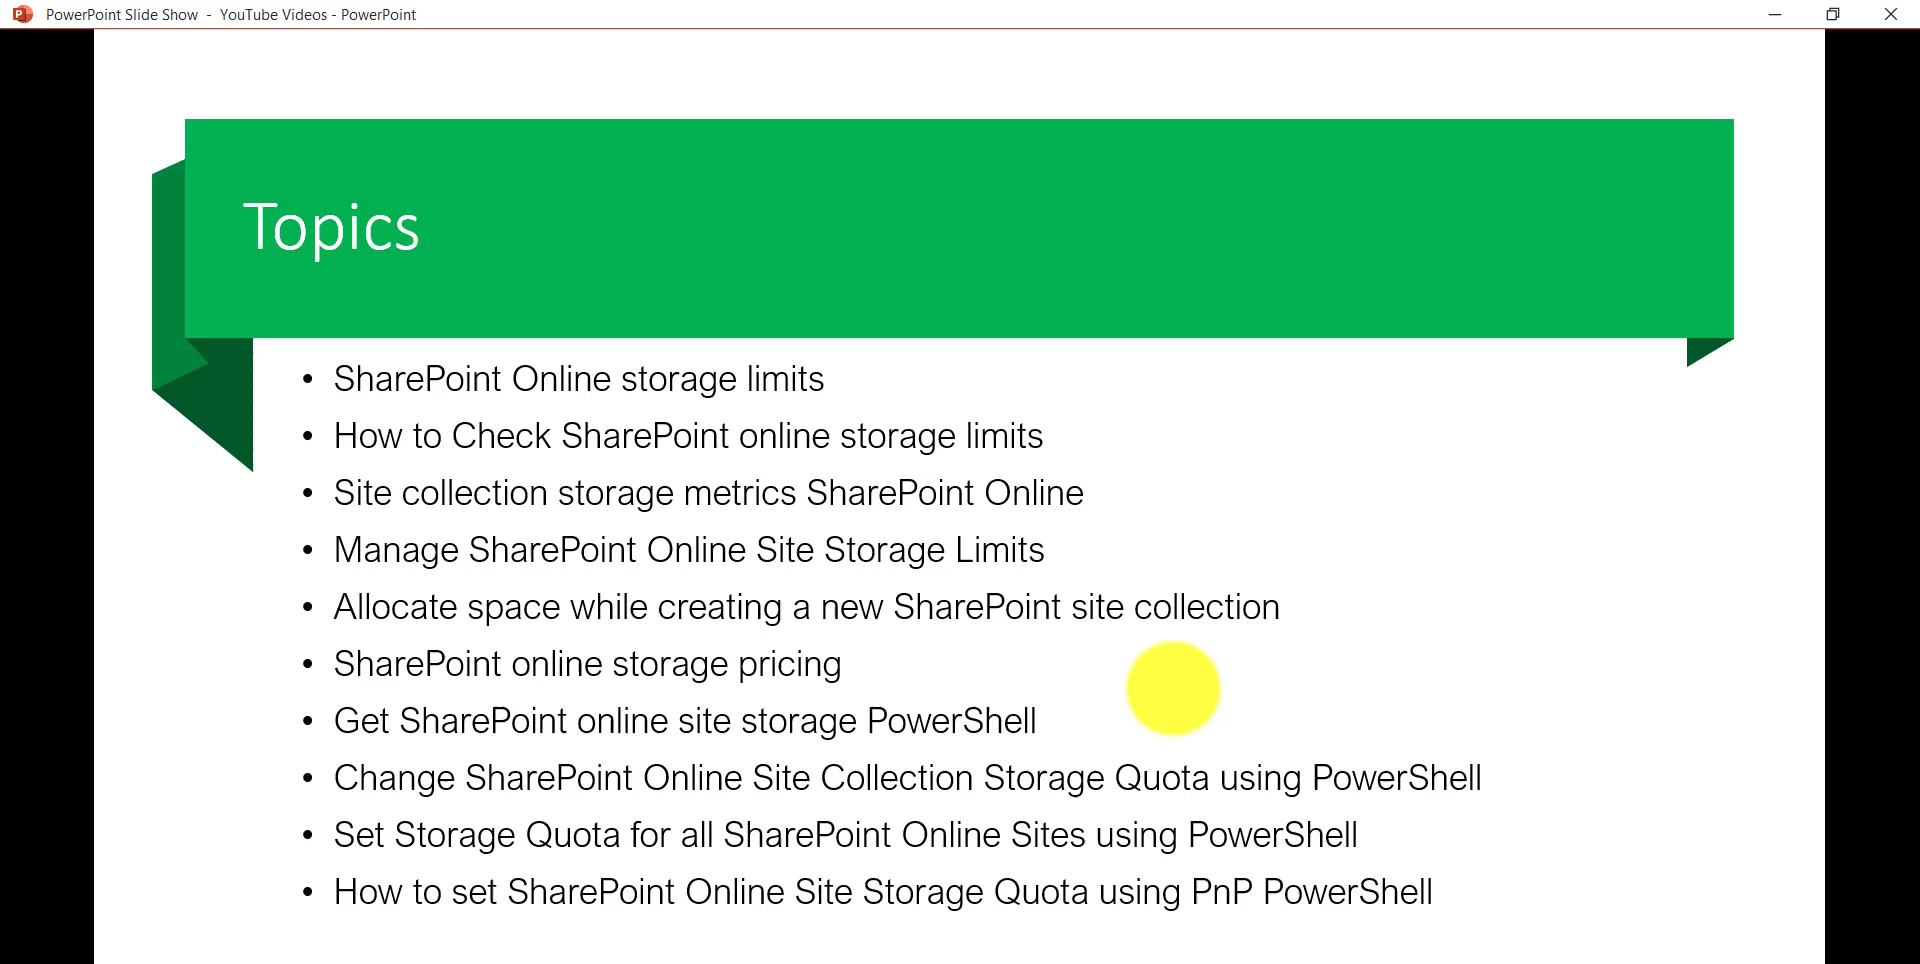 PowerPoint Slide Show - YouTube Videos - PowerPoint
Topics
• SharePoint Online storage limits
• How to Check SharePoint online storage limits
• Site collection storage metrics SharePoint Online
• Manage SharePoint Online Site Storage Limits
• Allocate space while creating a new SharePoint site collection
• SharePoint online storage pricing
• Get SharePoint online site storage PowerShell
• Change SharePoint Online Site Collection Storage Quota using PowerShell
• Set Storage Quota for all SharePoint Online Sites using PowerShell
• How to set SharePoint Online Site Storage Quota using PnP PowerShell